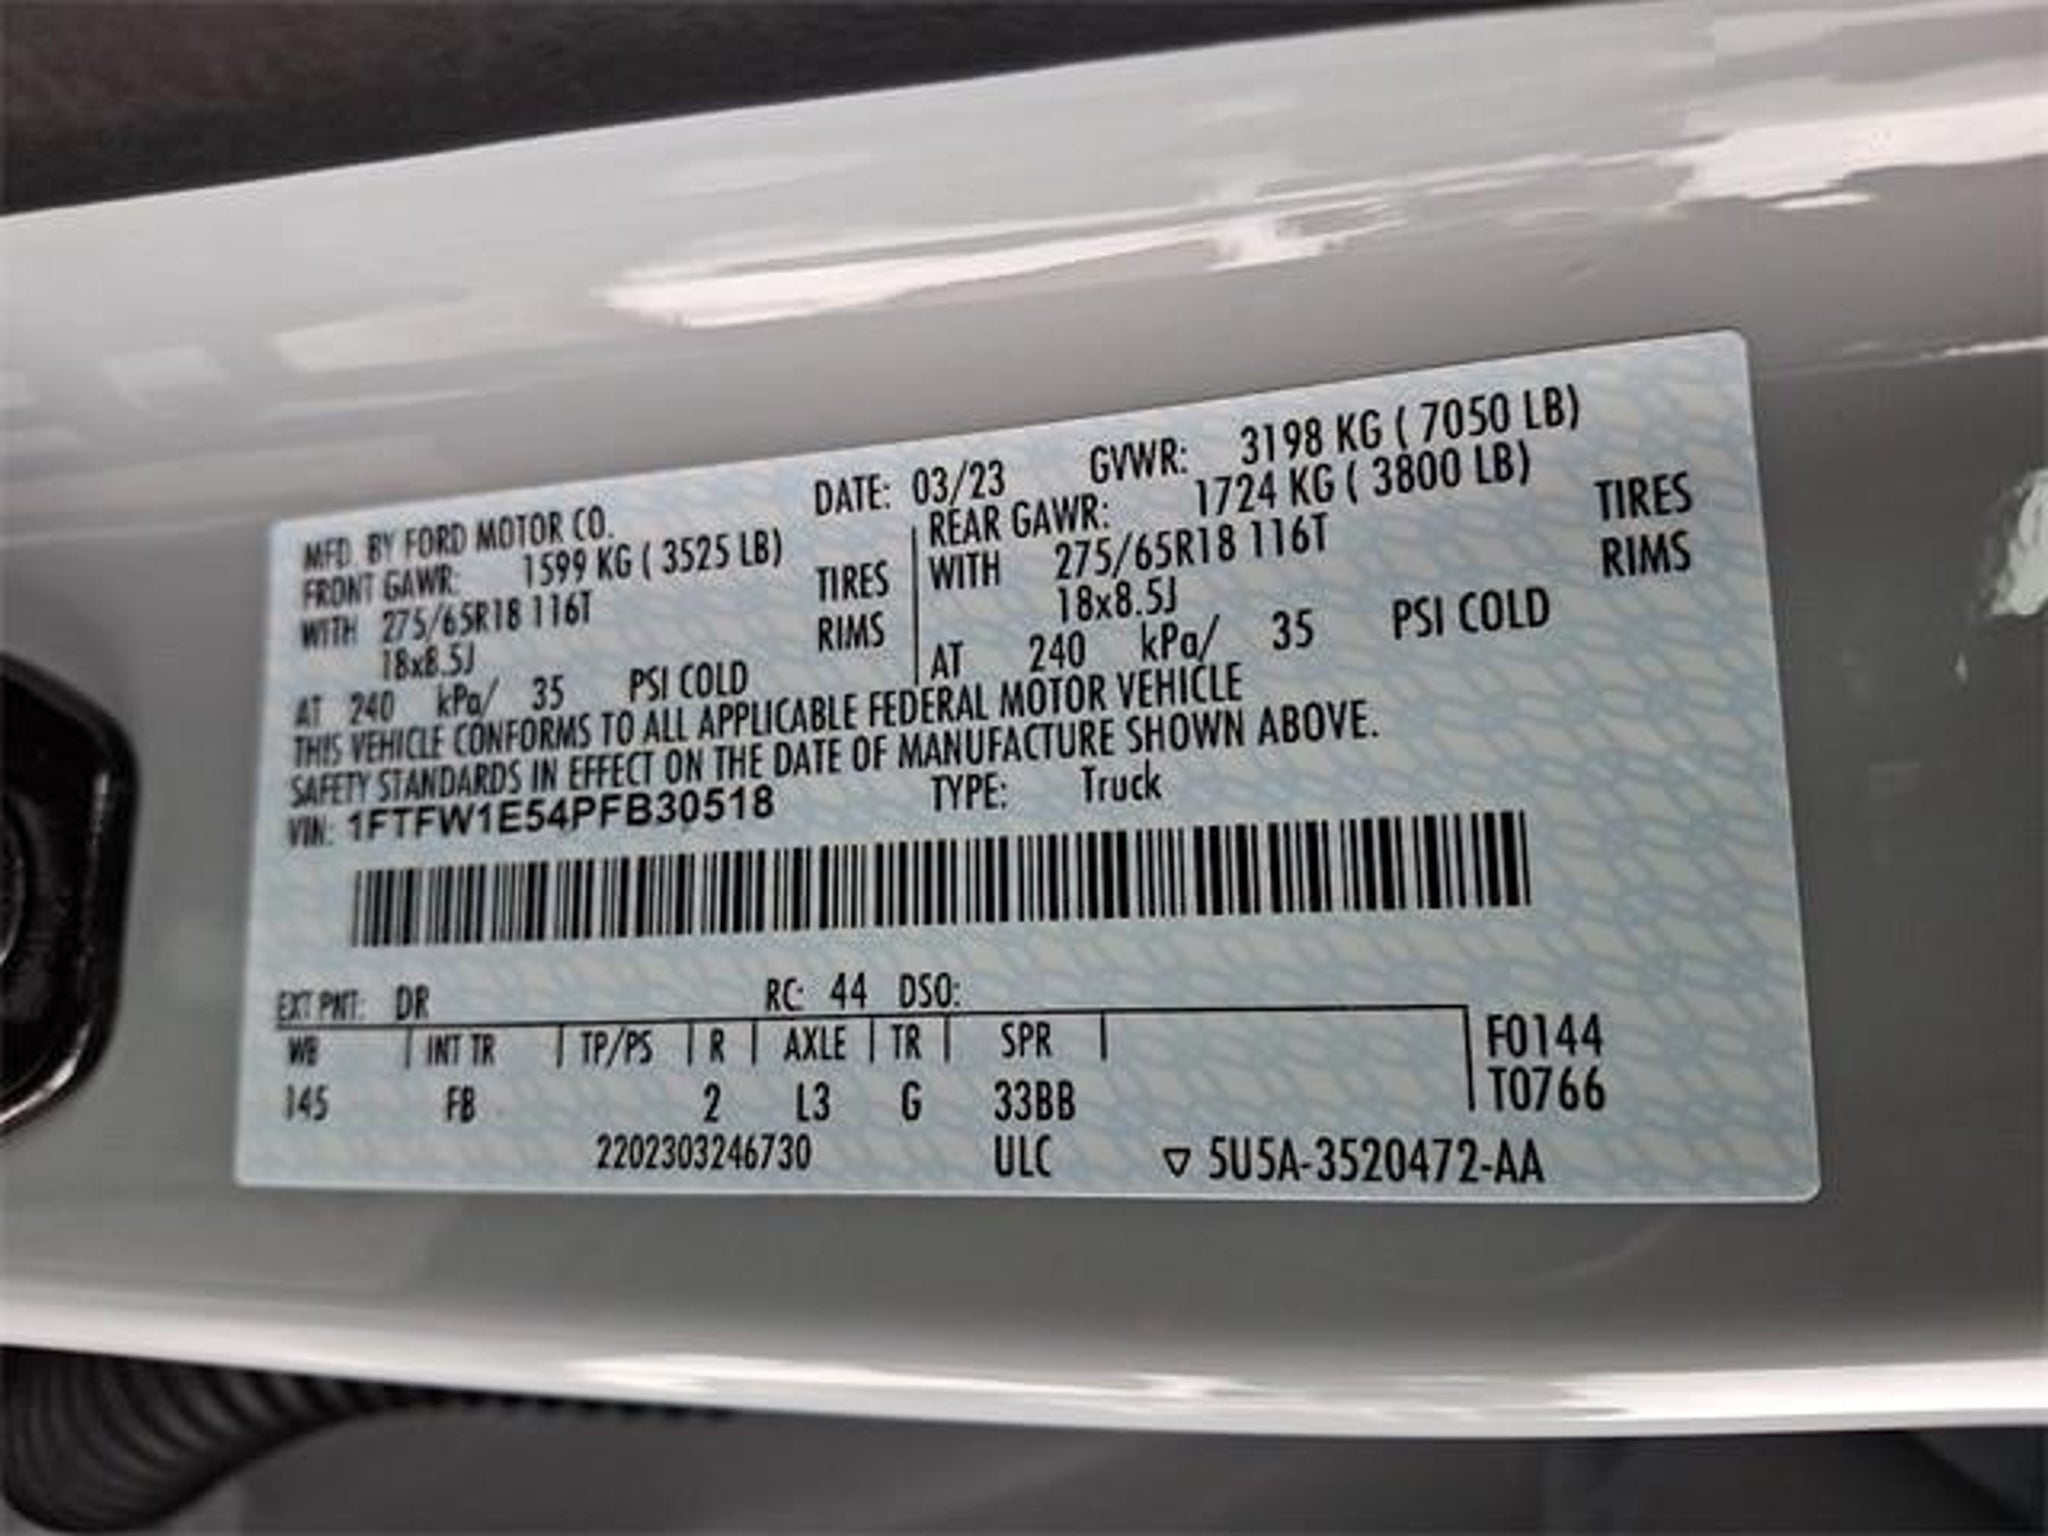 MFD. BY FORD MOTOR CO. DATE: 03/23 GVWR: 3198 KG ( 7050 LB)
FRONT GAWR: 1599 KG ( 3525 LB) REAR GAWR: 1724 KG ( 3800 LB)
WITH 275/65R18 116T TIRES WITH 275/65R18 116T TIRES
18x8.5J RIMS 18x8.5J RIMS
AT 240 kPa/ 35 PSI COLD AT 240 kPa/ 35 PSI COLD
THIS VEHICLE CONFORMS TO ALL APPLICABLE FEDERAL MOTOR VEHICLE
SAFETY STANDARDS IN EFFECT ON THE DATE OF MANUFACTURE SHOWN ABOVE.
VIN: 1FTFW1E54PFB30518 TYPE: Truck
EXT PNT: DR RC: 44 DSO:
WB INT TR TP/PS R AXLE TR SPR F0144
145 FB 2 L3 G 33BB T0766
2202303246730 ULC ▽ 5U5A-3520472-AA